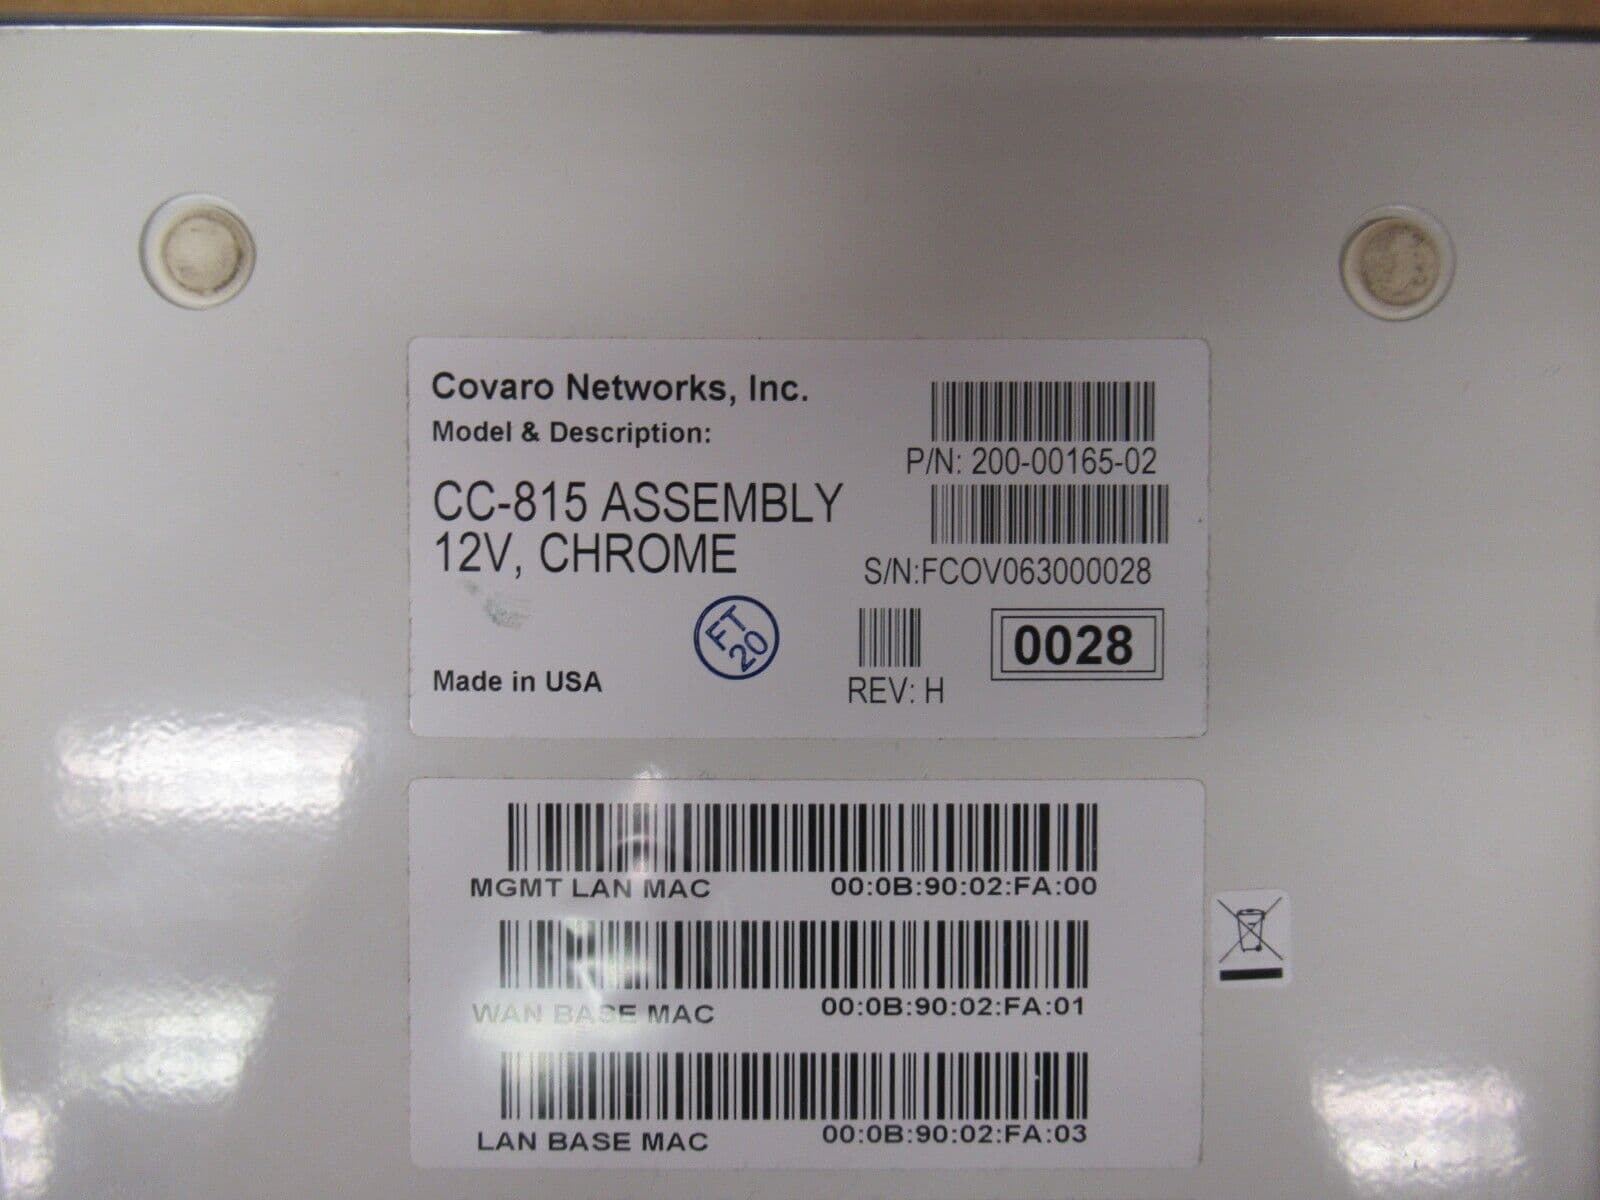 Covaro Networks, Inc.
Model & Description:
CC-815 ASSEMBLY
12V, CHROME
Made in USA
FT
20
P/N: 200-00165-02
S/N:FCOV063000028
REV: H
0028
MGMT LAN MAC 00:0B:90:02:FA:00
WAN BASE MAC 00:0B:90:02:FA:01
LAN BASE MAC 00:0B:90:02:FA:03